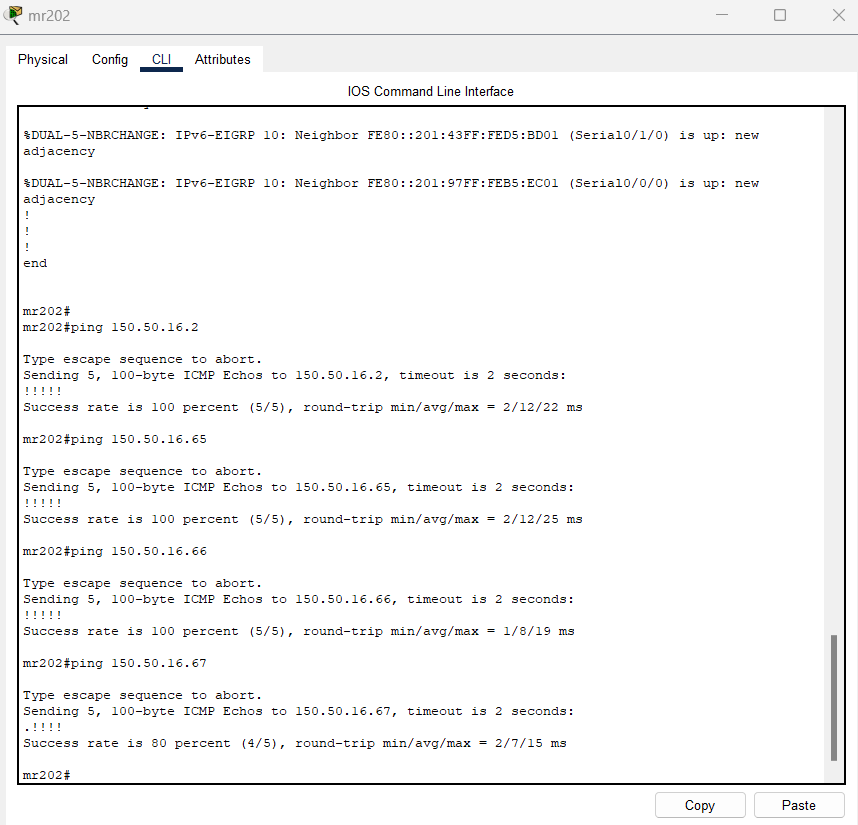 mr202
Physical Config CLI Attributes
IOS Command Line Interface
%DUAL-5-NBRCHANGE: IPv6-EIGRP 10: Neighbor FE80::201:43FF:FED5:BD01 (Serial0/1/0) is up: new
adjacency
%DUAL-5-NBRCHANGE: IPv6-EIGRP 10: Neighbor FE80::201:97FF:FEB5:EC01 (Serial0/0/0) is up: new
adjacency
!
!
!
end
mr202#
mr202#ping 150.50.16.2
Type escape sequence to abort.
Sending 5, 100-byte ICMP Echos to 150.50.16.2, timeout is 2 seconds:
!!!!!
Success rate is 100 percent (5/5), round-trip min/avg/max = 2/12/22 ms
mr202#ping 150.50.16.65
Type escape sequence to abort.
Sending 5, 100-byte ICMP Echos to 150.50.16.65, timeout is 2 seconds:
!!!!!
Success rate is 100 percent (5/5), round-trip min/avg/max = 2/12/25 ms
mr202#ping 150.50.16.66
Type escape sequence to abort.
Sending 5, 100-byte ICMP Echos to 150.50.16.66, timeout is 2 seconds:
!!!!!
Success rate is 100 percent (5/5), round-trip min/avg/max = 1/8/19 ms
mr202#ping 150.50.16.67
Type escape sequence to abort.
Sending 5, 100-byte ICMP Echos to 150.50.16.67, timeout is 2 seconds:
.!!!!
Success rate is 80 percent (4/5), round-trip min/avg/max = 2/7/15 ms
mr202#
Copy Paste